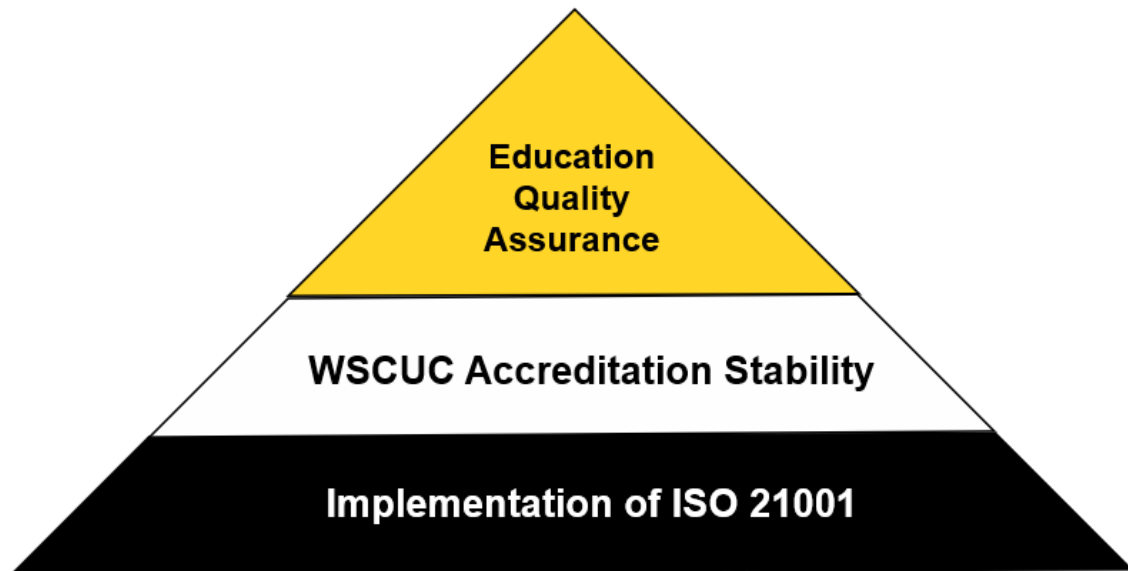 Education
Quality
Assurance
WSCUC Accreditation Stability
Implementation of ISO 21001